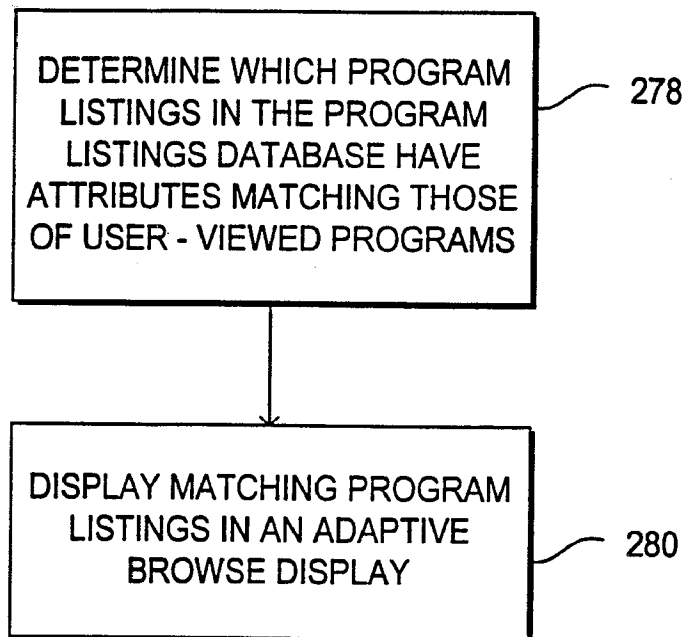 DETERMINE WHICH PROGRAM
LISTINGS IN THE PROGRAM
LISTINGS DATABASE HAVE
ATTRIBUTES MATCHING THOSE
OF USER - VIEWED PROGRAMS
278
DISPLAY MATCHING PROGRAM
LISTINGS IN AN ADAPTIVE
BROWSE DISPLAY
280